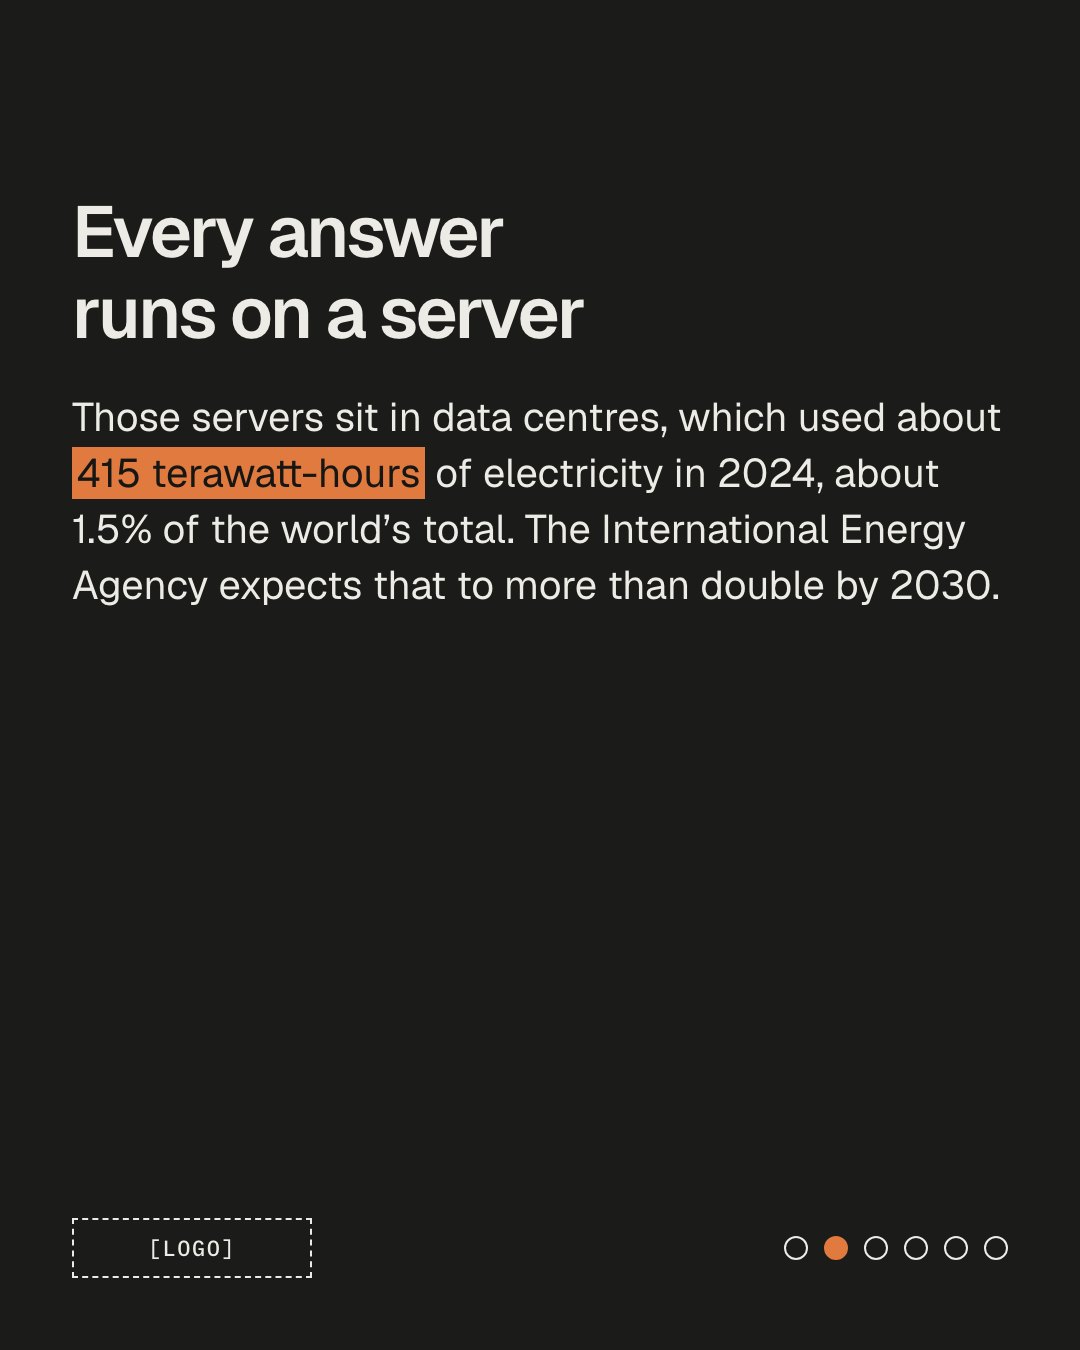 Every answer
runs on a server
Those servers sit in data centres, which used about
415 terawatt-hours of electricity in 2024, about
1.5% of the world’s total. The International Energy
Agency expects that to more than double by 2030.
[LOGO]